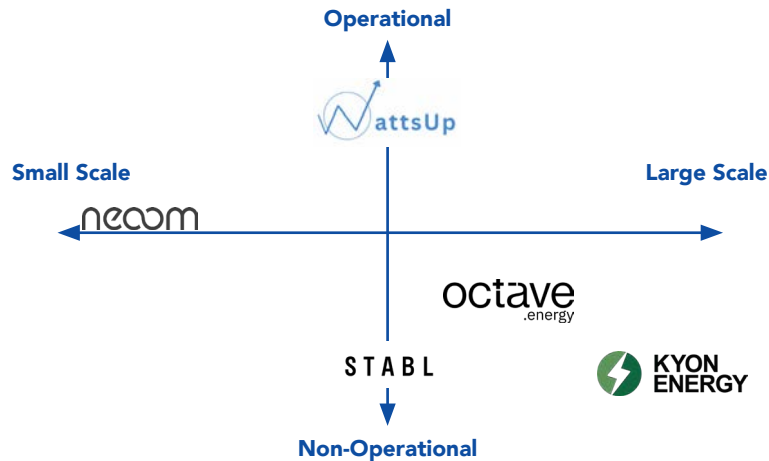 Operational
WattsUp
Small Scale
Large Scale
neoom
octave
.energy
STABL
KYON
ENERGY
Non-Operational